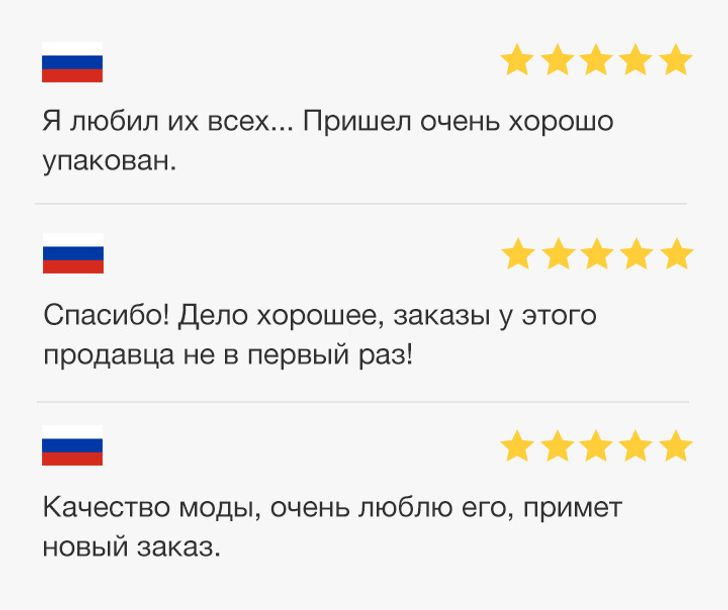 Я любил их всех... Пришел очень хорошо
упакован.
Спасибо! Дело хорошее, заказы у этого
продавца не в первый раз!
Качество моды, очень люблю его, примет
новый заказ.